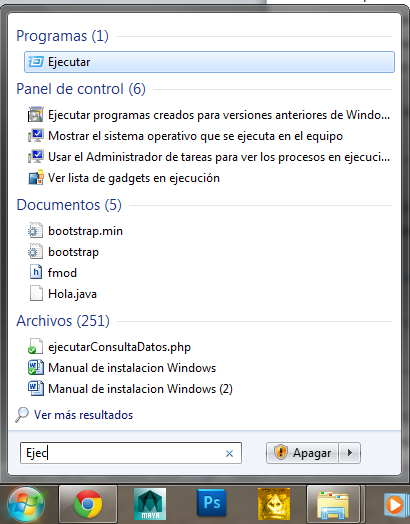 Programas (1)
Ejecutar
Panel de control (6)
Ejecutar programas creados para versiones anteriores de Windo...
Mostrar el sistema operativo que se ejecuta en el equipo
Usar el Administrador de tareas para ver los procesos en ejecuci...
Ver lista de gadgets en ejecución
Documentos (5)
bootstrap.min
bootstrap
fmod
Hola.java
Archivos (251)
ejecutarConsultaDatos.php
Manual de instalacion Windows
Manual de instalacion Windows (2)
Ver más resultados
Ejec
Apagar
MAYA
Ps